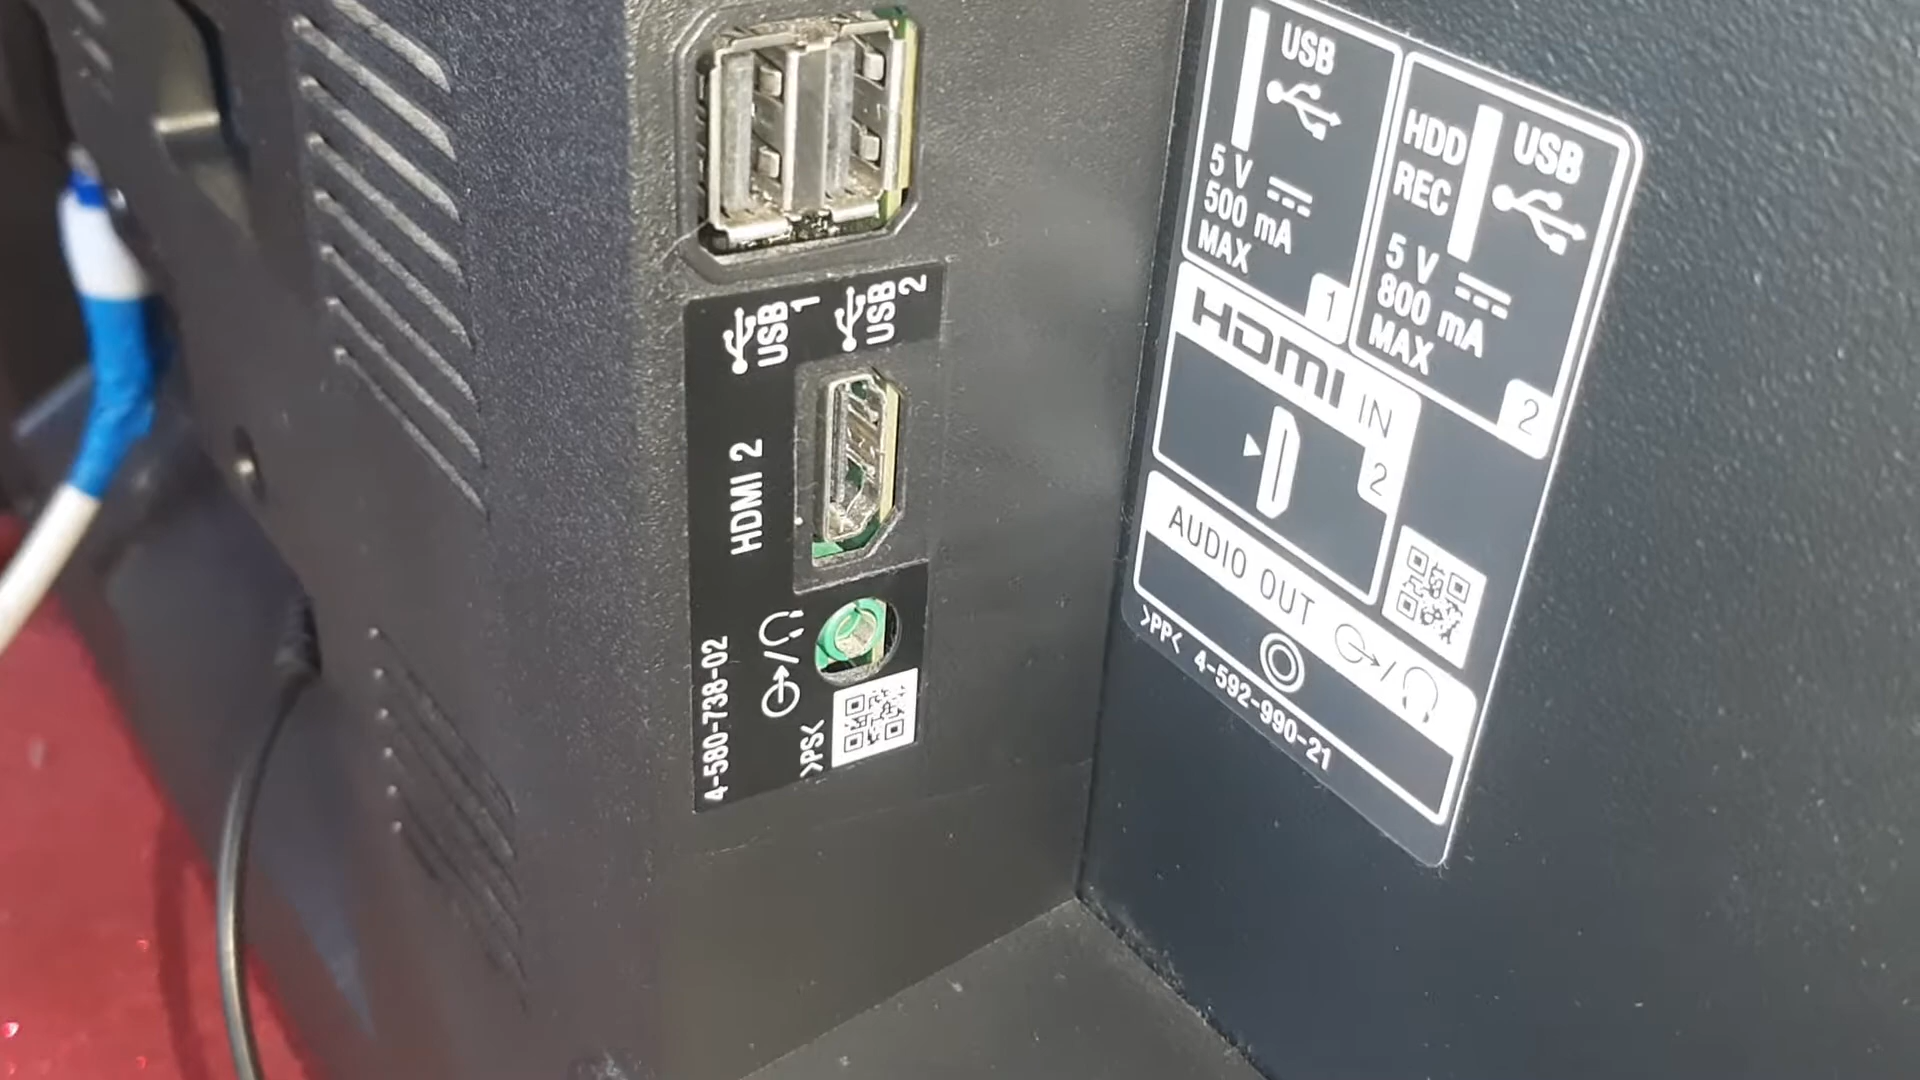 USB 1
USB 2
HDMI 2
4-580-738-02
>PS<
USB
5 V
500 mA
MAX
1
HDD
REC
USB
5 V
800 mA
MAX
2
HDMI IN
2
AUDIO OUT
>PP< 4-592-990-21